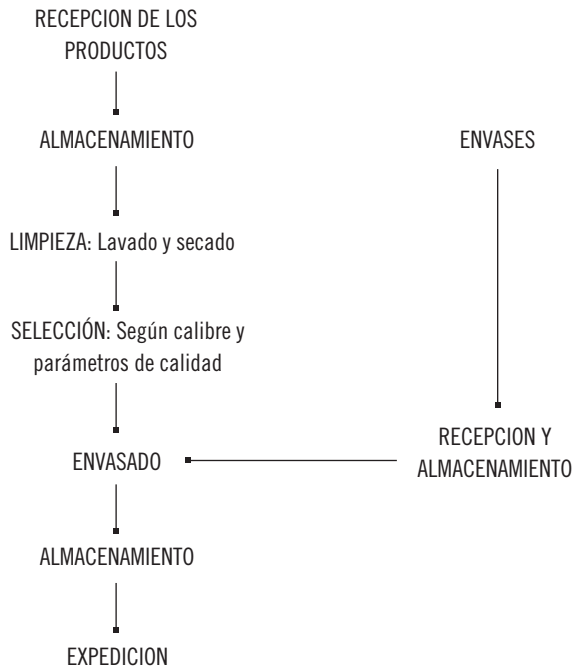 RECEPCION DE LOS
PRODUCTOS
ALMACENAMIENTO
ENVASES
LIMPIEZA: Lavado y secado
SELECCIÓN: Según calibre y
parámetros de calidad
RECEPCION Y
ALMACENAMIENTO
ENVASADO
ALMACENAMIENTO
EXPEDICION